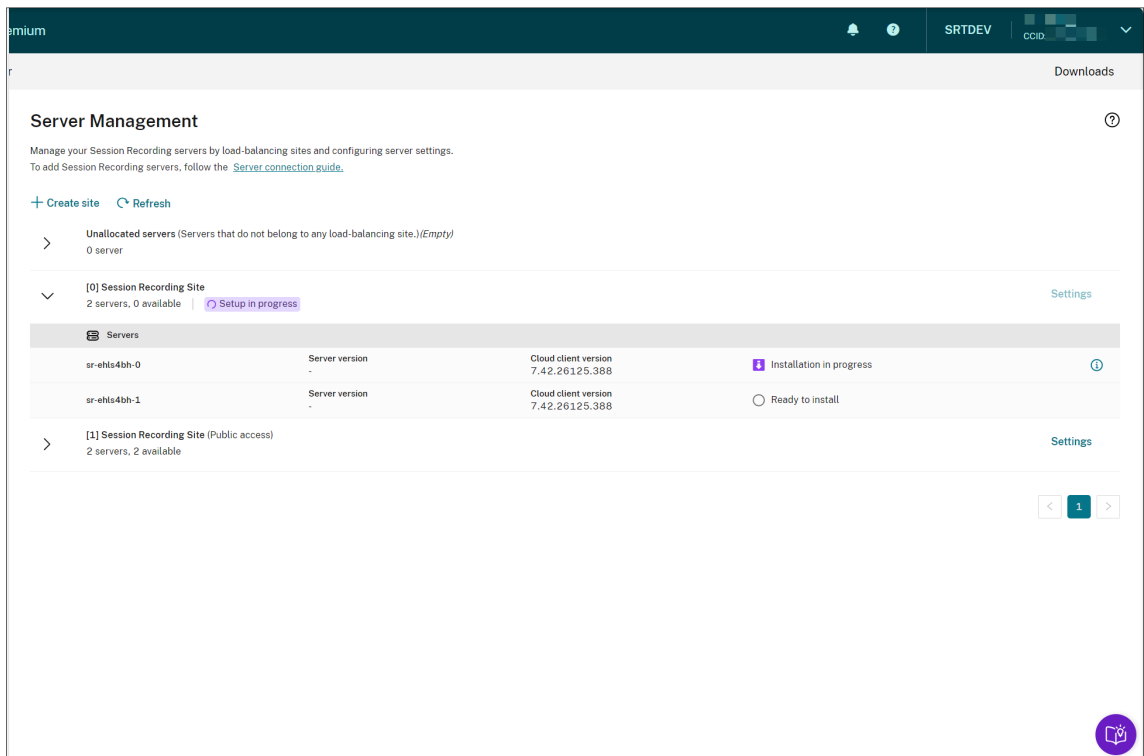 emium
SRTDEV
CCID:
r
Downloads
Server Management
Manage your Session Recording servers by load-balancing sites and configuring server settings.
To add Session Recording servers, follow the Server connection guide.
Create site Refresh
Unallocated servers (Servers that do not belong to any load-balancing site.)(Empty)
0 server
[0] Session Recording Site
2 servers, 0 available Setup in progress
Settings
Servers
sr-ehls4bh-0 Server version - Cloud client version 7.42.26125.388 Installation in progress
sr-ehls4bh-1 Server version - Cloud client version 7.42.26125.388 Ready to install
[1] Session Recording Site (Public access)
2 servers, 2 available
Settings
< 1 >